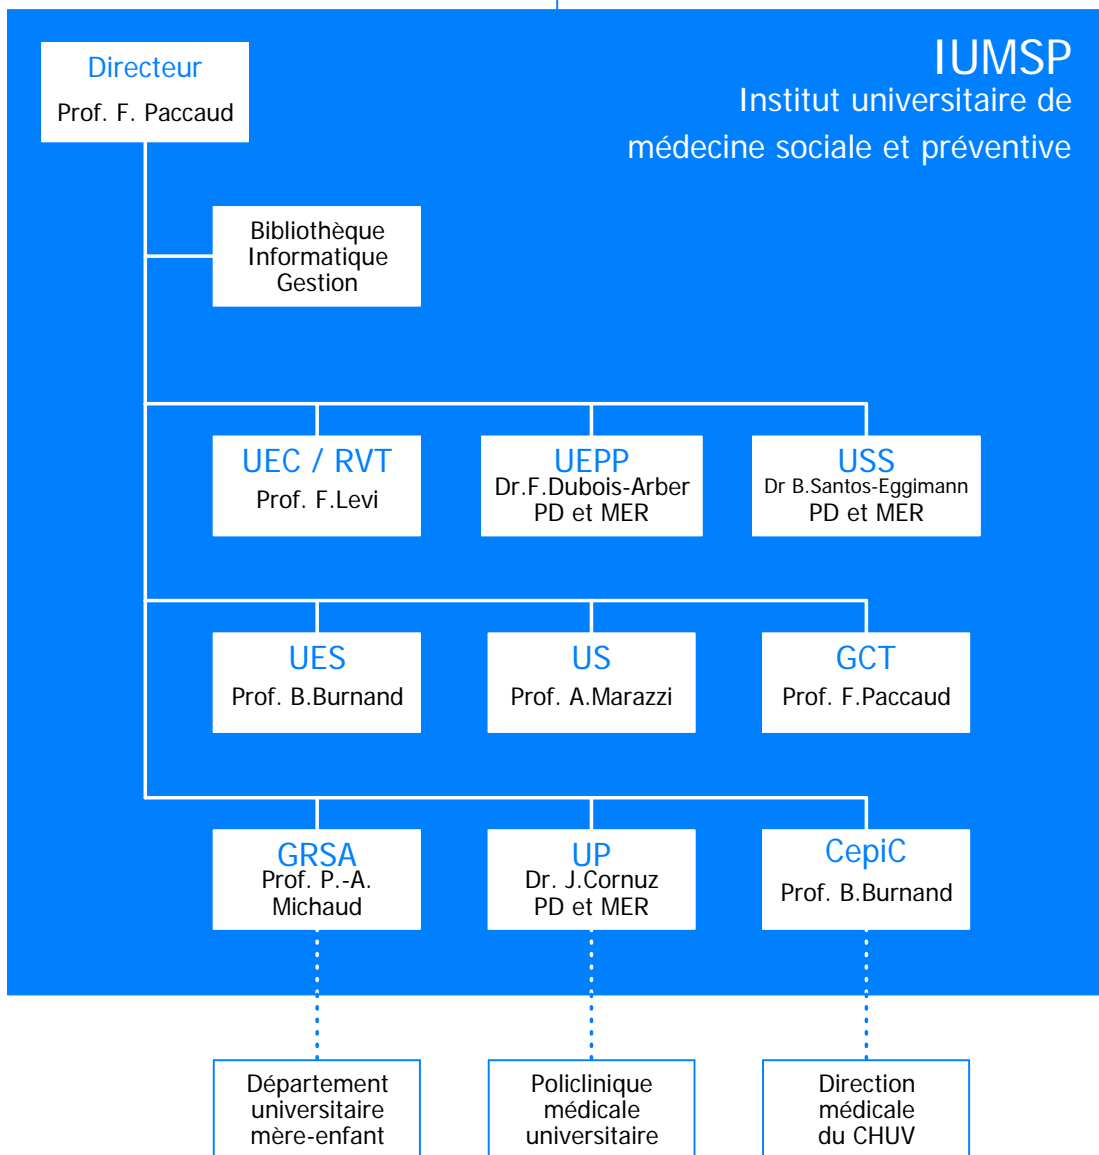 IUMSP
Institut universitaire de
médecine sociale et préventive
Directeur
Prof. F. Paccaud
Bibliothèque
Informatique
Gestion
UEC / RVT
Prof. F.Levi
UEPP
Dr.F.Dubois-Arber
PD et MER
USS
Dr B.Santos-Eggimann
PD et MER
UES
Prof. B.Burnand
US
Prof. A.Marazzi
GCT
Prof. F.Paccaud
GRSA
Prof. P.-A.
Michaud
UP
Dr. J.Cornuz
PD et MER
CepiC
Prof. B.Burnand
Département
universitaire
mère-enfant
Policlinique
médicale
universitaire
Direction
médicale
du CHUV